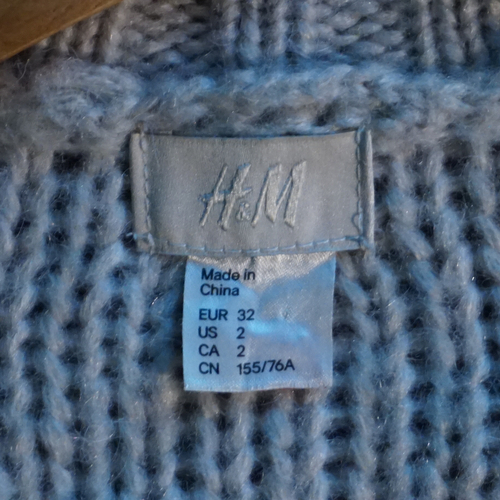 H&M
Made in
China
EUR 32
US 2
CA 2
CN 155/76A